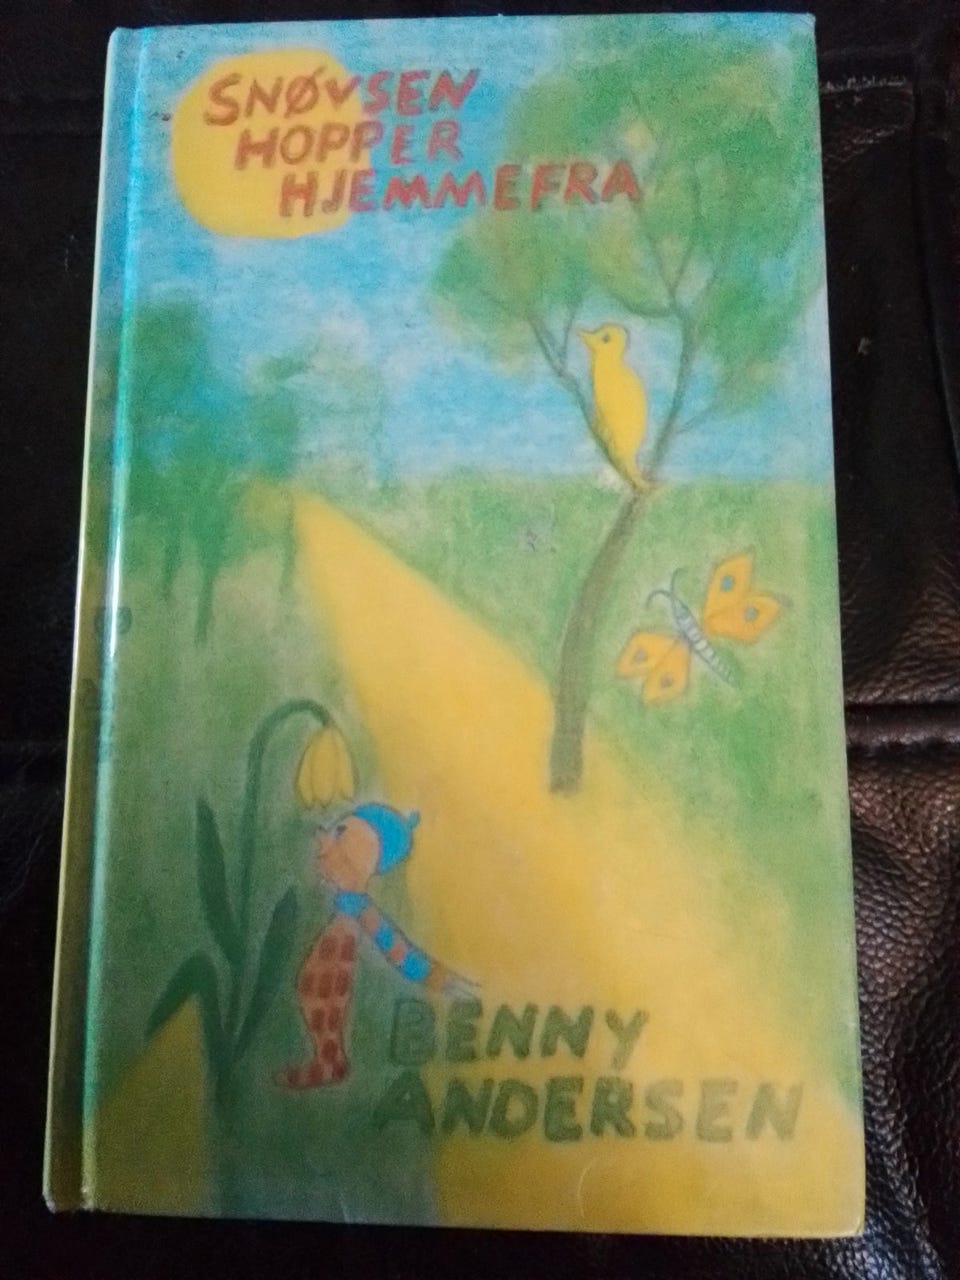 SNØVSEN
HOPPER
HJEMMEFRA
BENNY
ANDERSEN